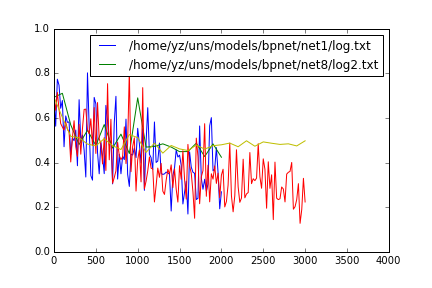 1.0
0.8
0.6
0.4
0.2
0.0
/home/yz/uns/models/bpnet/net1/log.txt
/home/yz/uns/models/bpnet/net8/log2.txt
0 500 1000 1500 2000 2500 3000 3500 4000